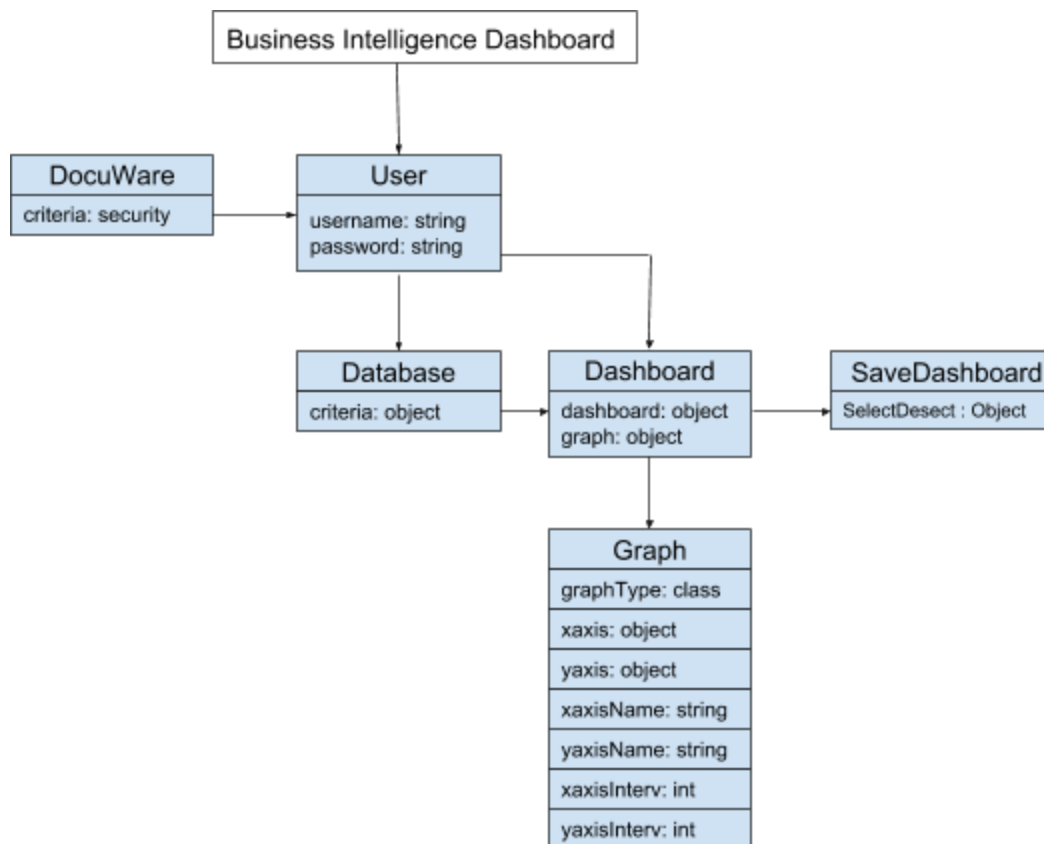 Business Intelligence Dashboard
DocuWare
criteria: security
User
username: string
password: string
Database
criteria: object
Dashboard
dashboard: object
graph: object
SaveDashboard
SelectDesect : Object
Graph
graphType: class
xaxis: object
yaxis: object
xaxisName: string
yaxisName: string
xaxisInterv: int
yaxisInterv: int